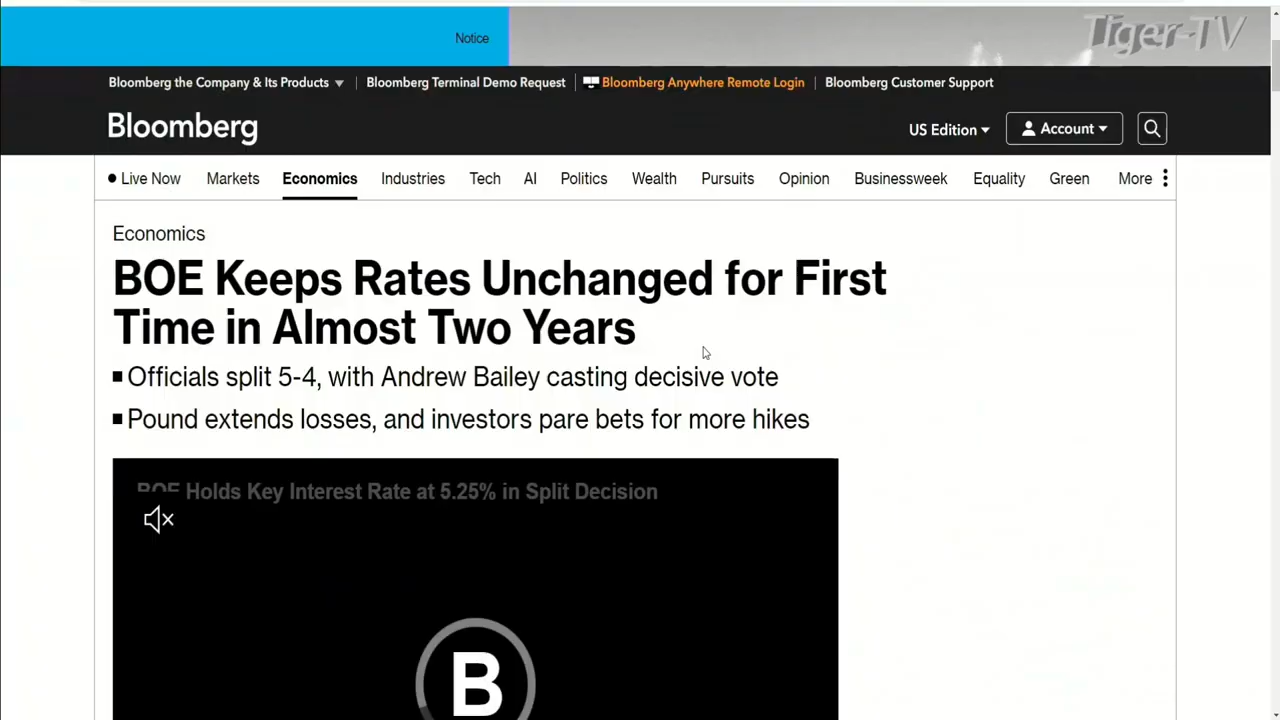 Notice
Tiger-TV
Bloomberg the Company & Its Products
Bloomberg Terminal Demo Request
Bloomberg Anywhere Remote Login
Bloomberg Customer Support
Bloomberg
US Edition
Account
Live Now Markets Economics Industries Tech AI Politics Wealth Pursuits Opinion Businessweek Equality Green More
Economics
BOE Keeps Rates Unchanged for First
Time in Almost Two Years
Officials split 5-4, with Andrew Bailey casting decisive vote
Pound extends losses, and investors pare bets for more hikes
BOE Holds Key Interest Rate at 5.25% in Split Decision
B